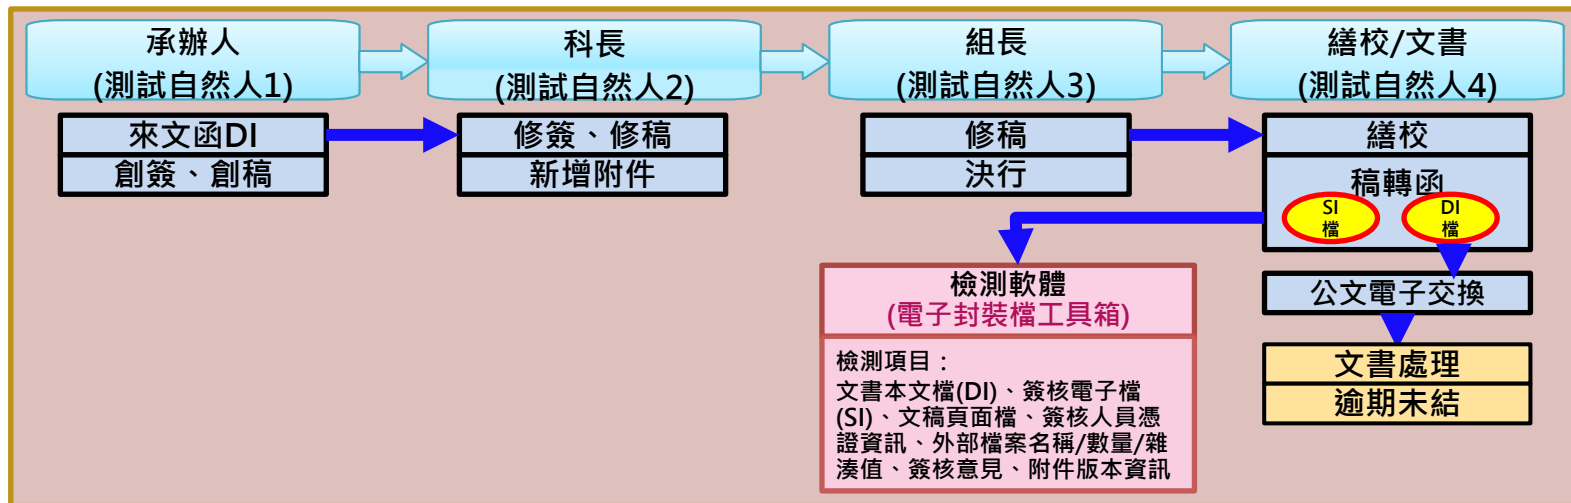 承辦人
(測試自然人1)
科長
(測試自然人2)
組長
(測試自然人3)
繕校/文書
(測試自然人4)
來文函DI
創簽、創稿
修簽、修稿
新增附件
修稿
決行
繕校
稿轉函
SI
檔
DI
檔
檢測軟體
(電子封裝檔工具箱)
檢測項目：
文書本文檔(DI)、簽核電子檔
(SI)、文稿頁面檔、簽核人員憑
證資訊、外部檔案名稱/數量/雜
湊值、簽核意見、附件版本資訊
公文電子交換
文書處理
逾期未結